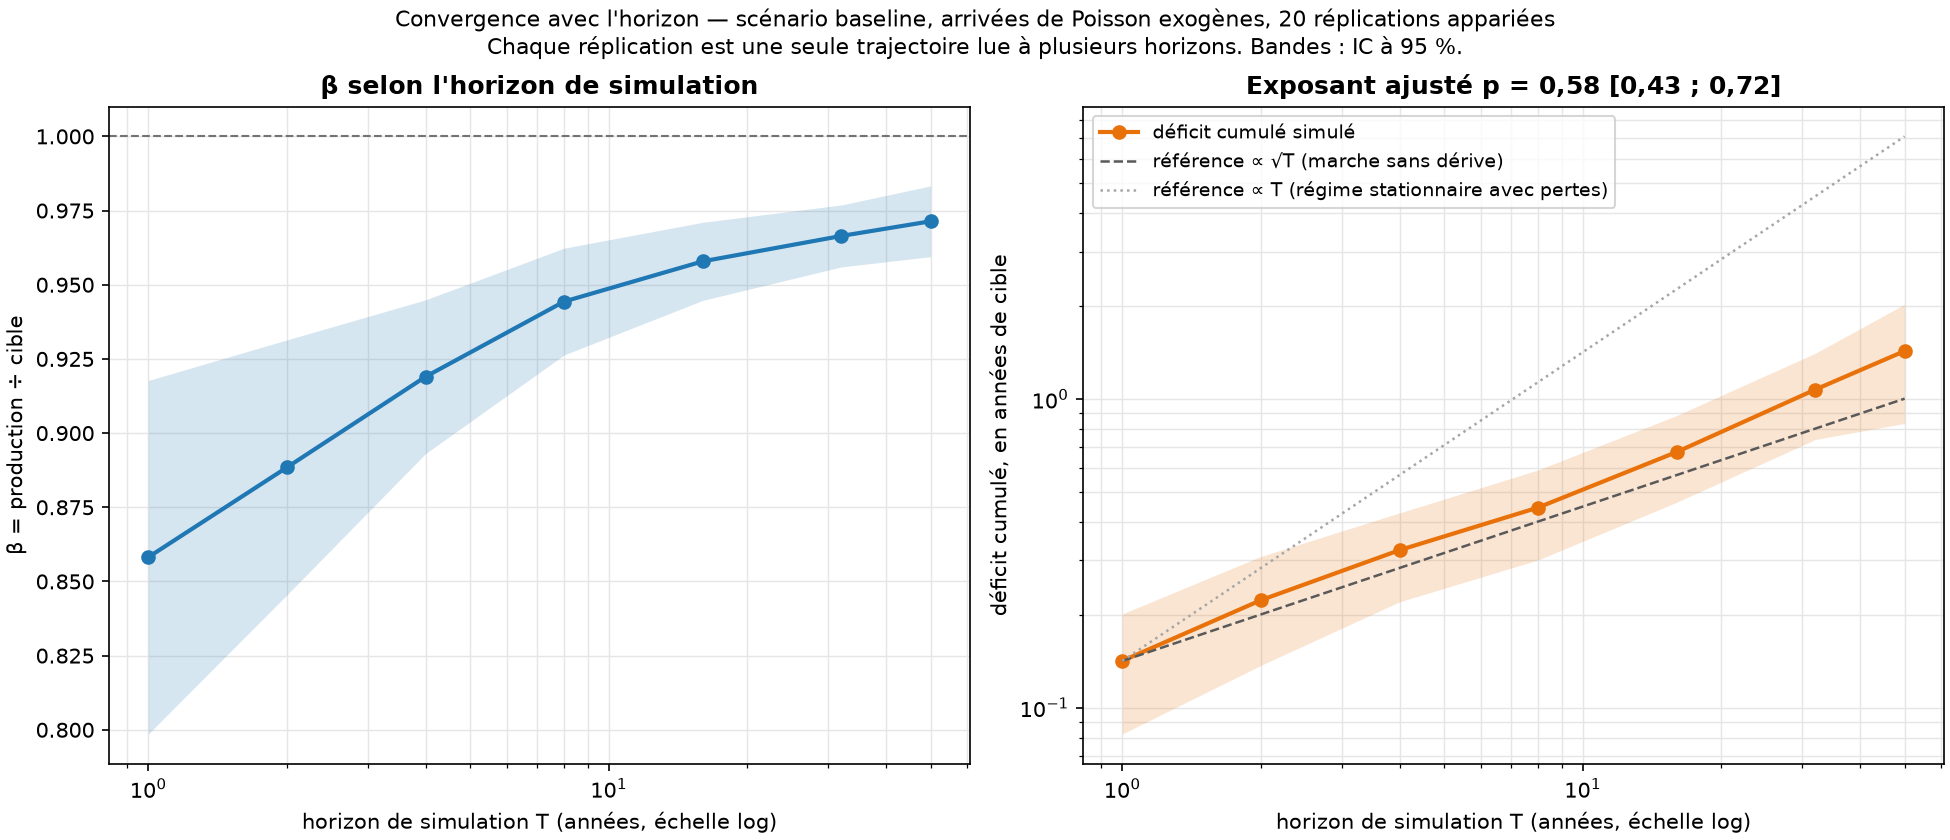 Convergence avec l'horizon — scénario baseline, arrivées de Poisson exogènes, 20 réplications appariées
Chaque réplication est une seule trajectoire lue à plusieurs horizons. Bandes : IC à 95 %.
β selon l'horizon de simulation
β = production ÷ cible
1.000
0.975
0.950
0.925
0.900
0.875
0.850
0.825
0.800
10⁰
10¹
horizon de simulation T (années, échelle log)
Exposant ajusté p = 0,58 [0,43 ; 0,72]
déficit cumulé simulé
référence ∝ √T (marche sans dérive)
référence ∝ T (régime stationnaire avec pertes)
déficit cumulé, en années de cible
10⁰
10⁻¹
10⁰
10¹
horizon de simulation T (années, échelle log)